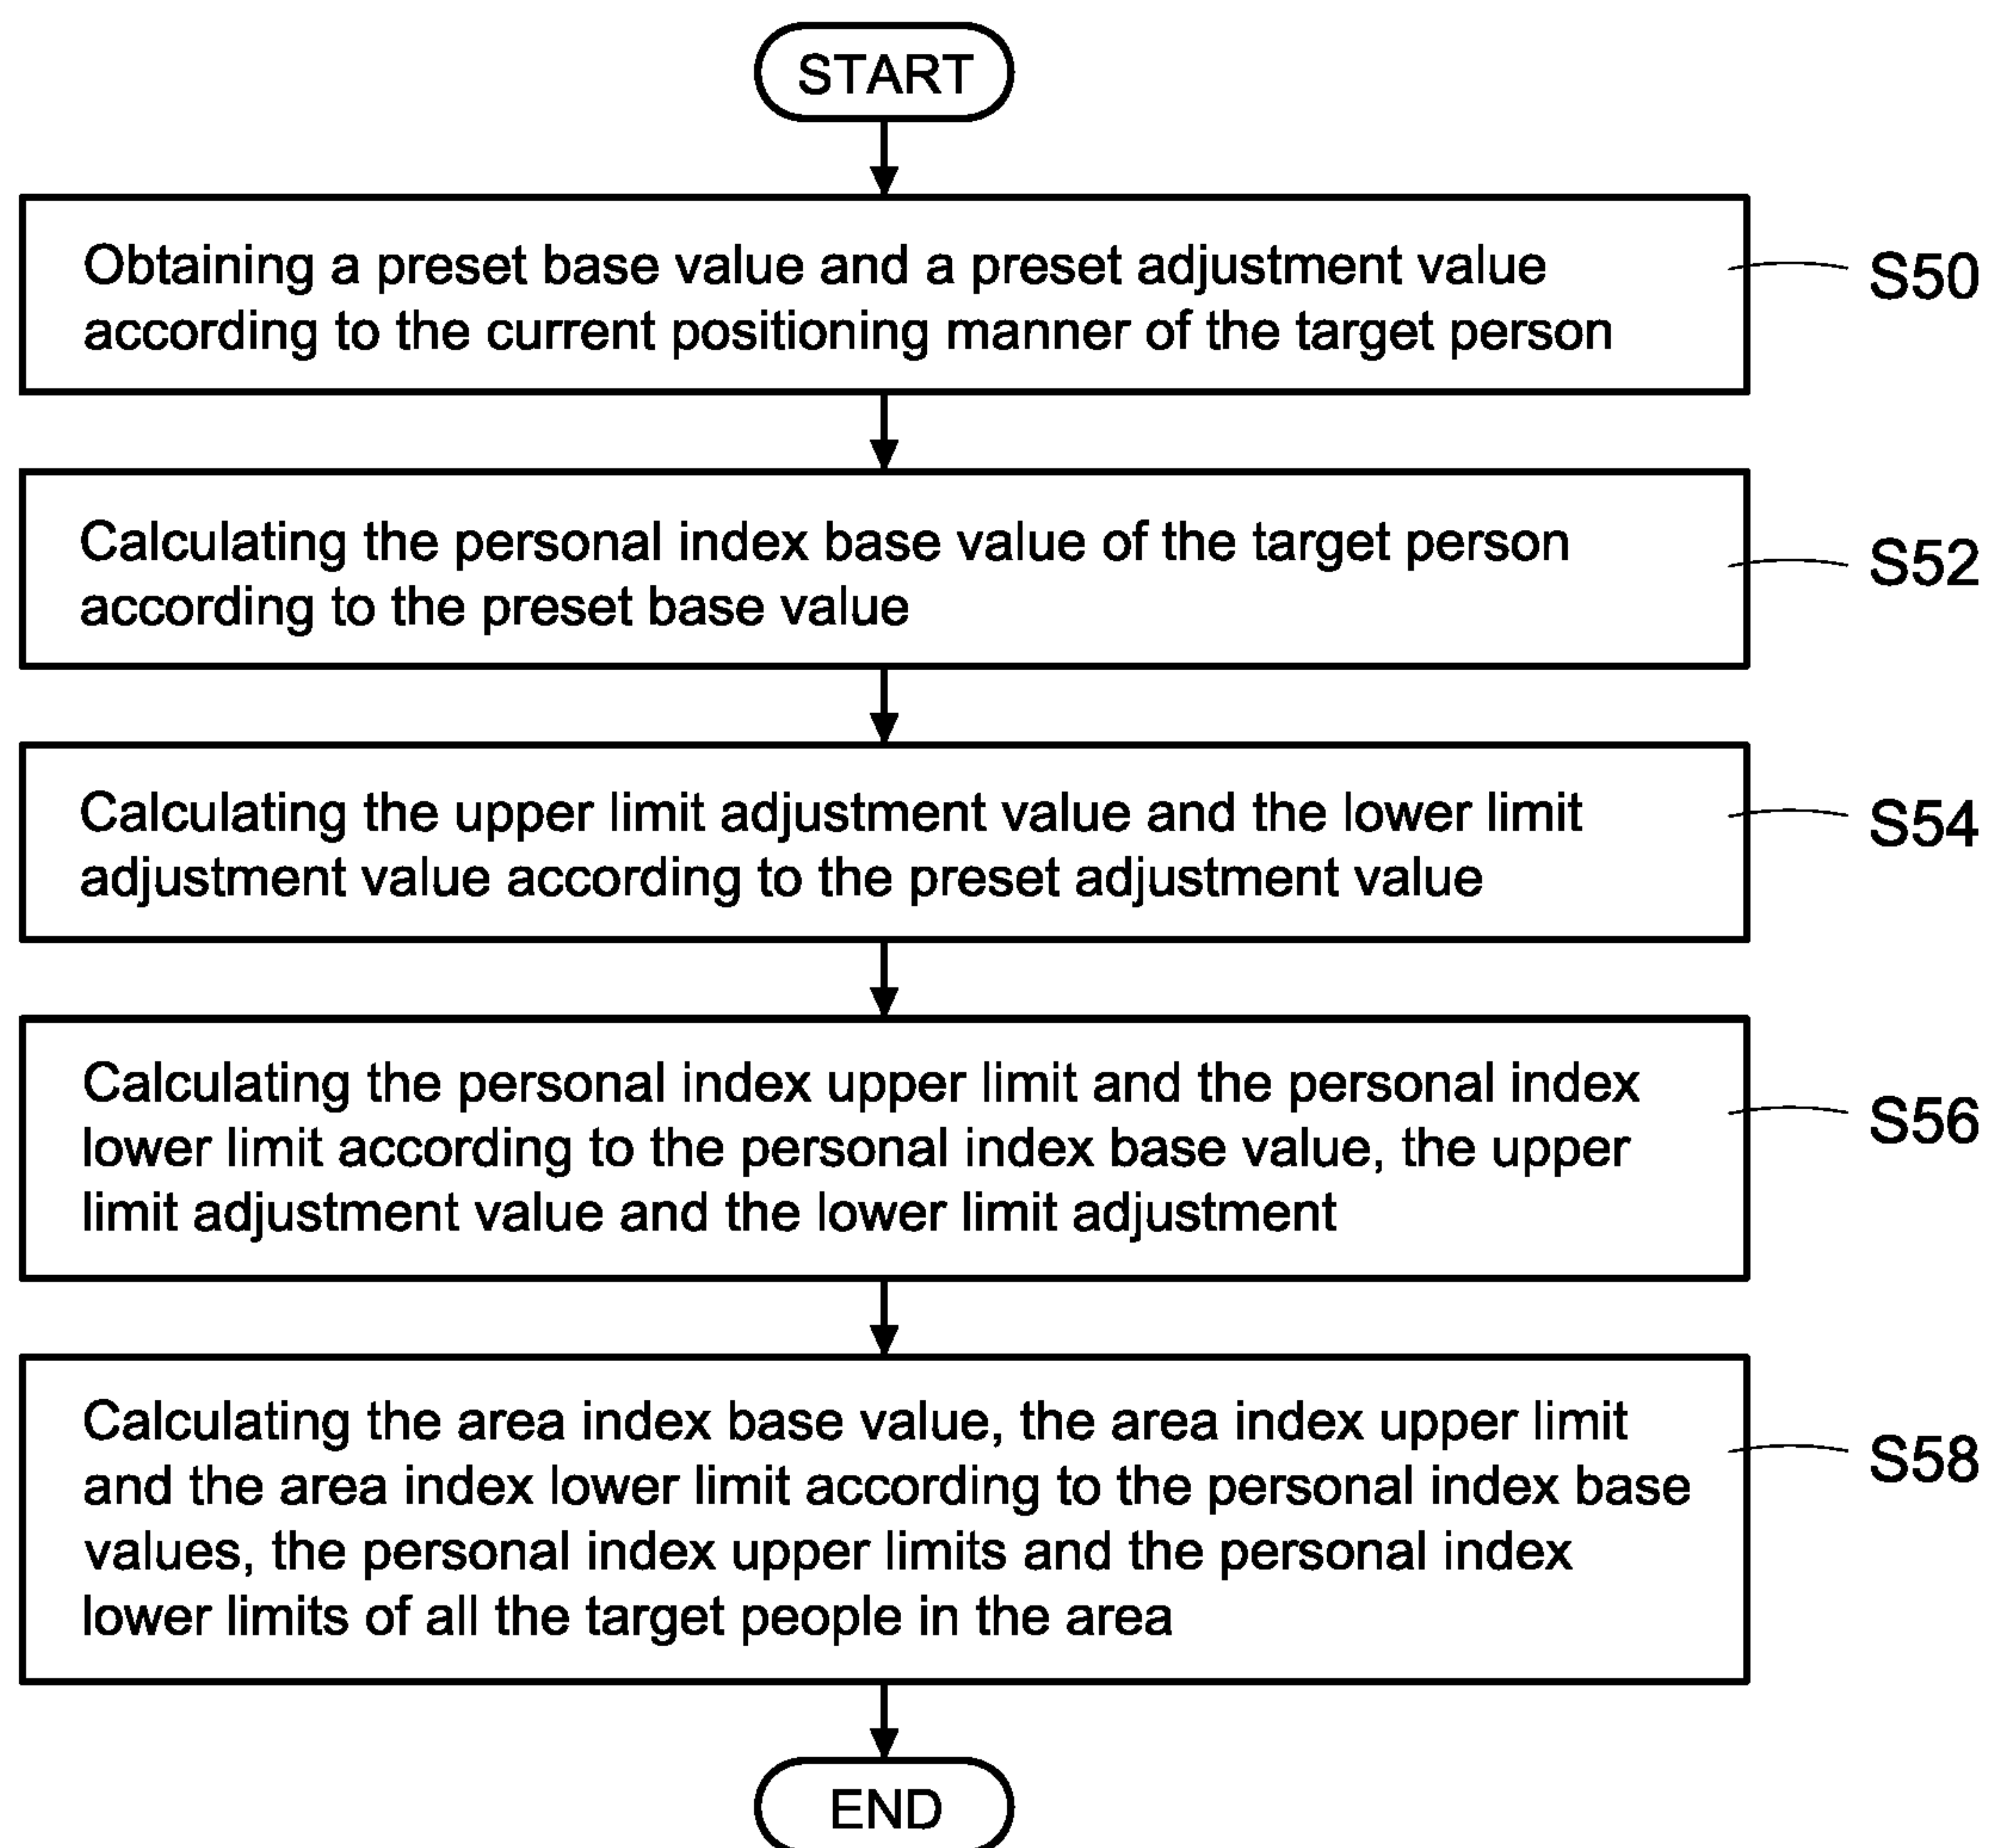 START
Obtaining a preset base value and a preset adjustment value
according to the current positioning manner of the target person
S50
Calculating the personal index base value of the target person
according to the preset base value
S52
Calculating the upper limit adjustment value and the lower limit
adjustment value according to the preset adjustment value
S54
Calculating the personal index upper limit and the personal index
lower limit according to the personal index base value, the upper
limit adjustment value and the lower limit adjustment
S56
Calculating the area index base value, the area index upper limit
and the area index lower limit according to the personal index base
values, the personal index upper limits and the personal index
lower limits of all the target people in the area
S58
END